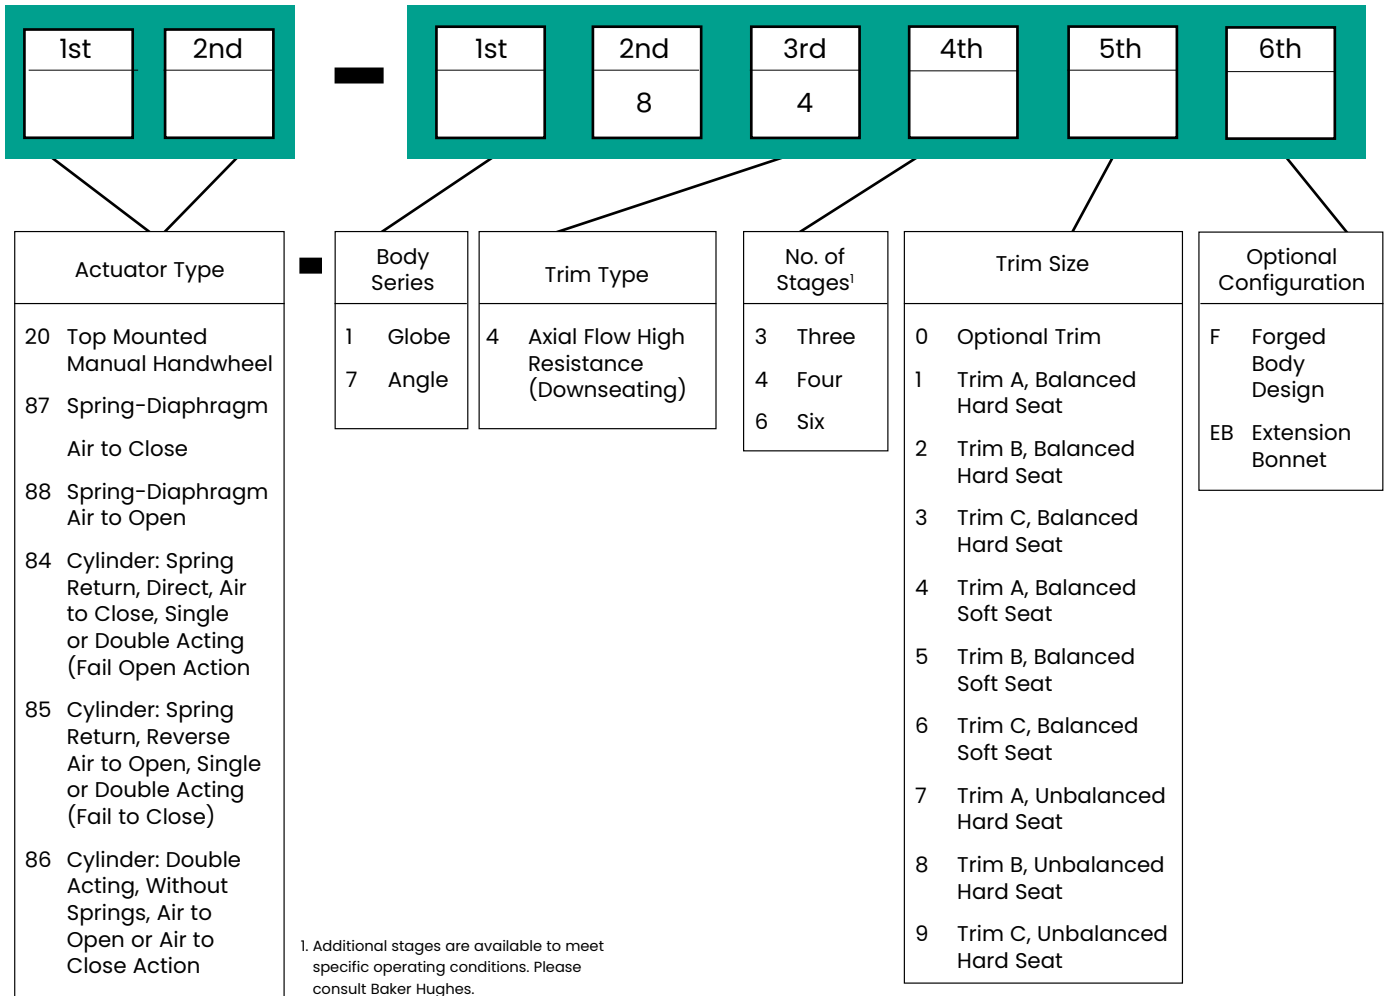 1st
2nd
1st
2nd
3rd
4th
5th
6th
8
4
Actuator Type
20 Top Mounted
Manual Handwheel
87 Spring-Diaphragm
Air to Close
88 Spring-Diaphragm
Air to Open
84 Cylinder: Spring
Return, Direct, Air
to Close, Single
or Double Acting
(Fail Open Action
85 Cylinder: Spring
Return, Reverse
Air to Open, Single
or Double Acting
(Fail to Close)
86 Cylinder: Double
Acting, Without
Springs, Air to
Open or Air to
Close Action
Body
Series
1 Globe
7 Angle
Trim Type
4 Axial Flow High
Resistance
(Downseating)
No. of
Stages¹
3 Three
4 Four
6 Six
Trim Size
0 Optional Trim
1 Trim A, Balanced
Hard Seat
2 Trim B, Balanced
Hard Seat
3 Trim C, Balanced
Hard Seat
4 Trim A, Balanced
Soft Seat
5 Trim B, Balanced
Soft Seat
6 Trim C, Balanced
Soft Seat
7 Trim A, Unbalanced
Hard Seat
8 Trim B, Unbalanced
Hard Seat
9 Trim C, Unbalanced
Hard Seat
Optional
Configuration
F Forged
Body
Design
EB Extension
Bonnet
1. Additional stages are available to meet
specific operating conditions. Please
consult Baker Hughes.